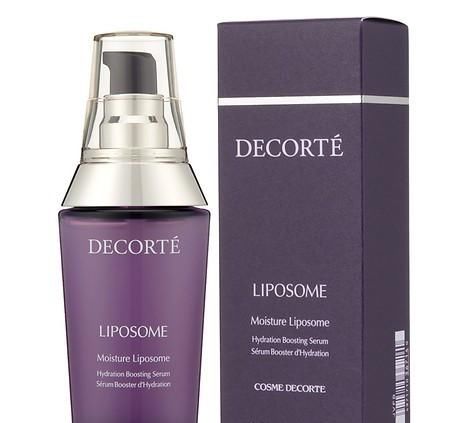 DECORTÉ
LIPOSOME
Moisture Liposome
Hydration Boosting Serum
Sérum Booster d'Hydration
DECORTÉ
LIPOSOME
Moisture Liposome
Hydration Boosting Serum
Sérum Booster d'Hydration
COSME DECORTE